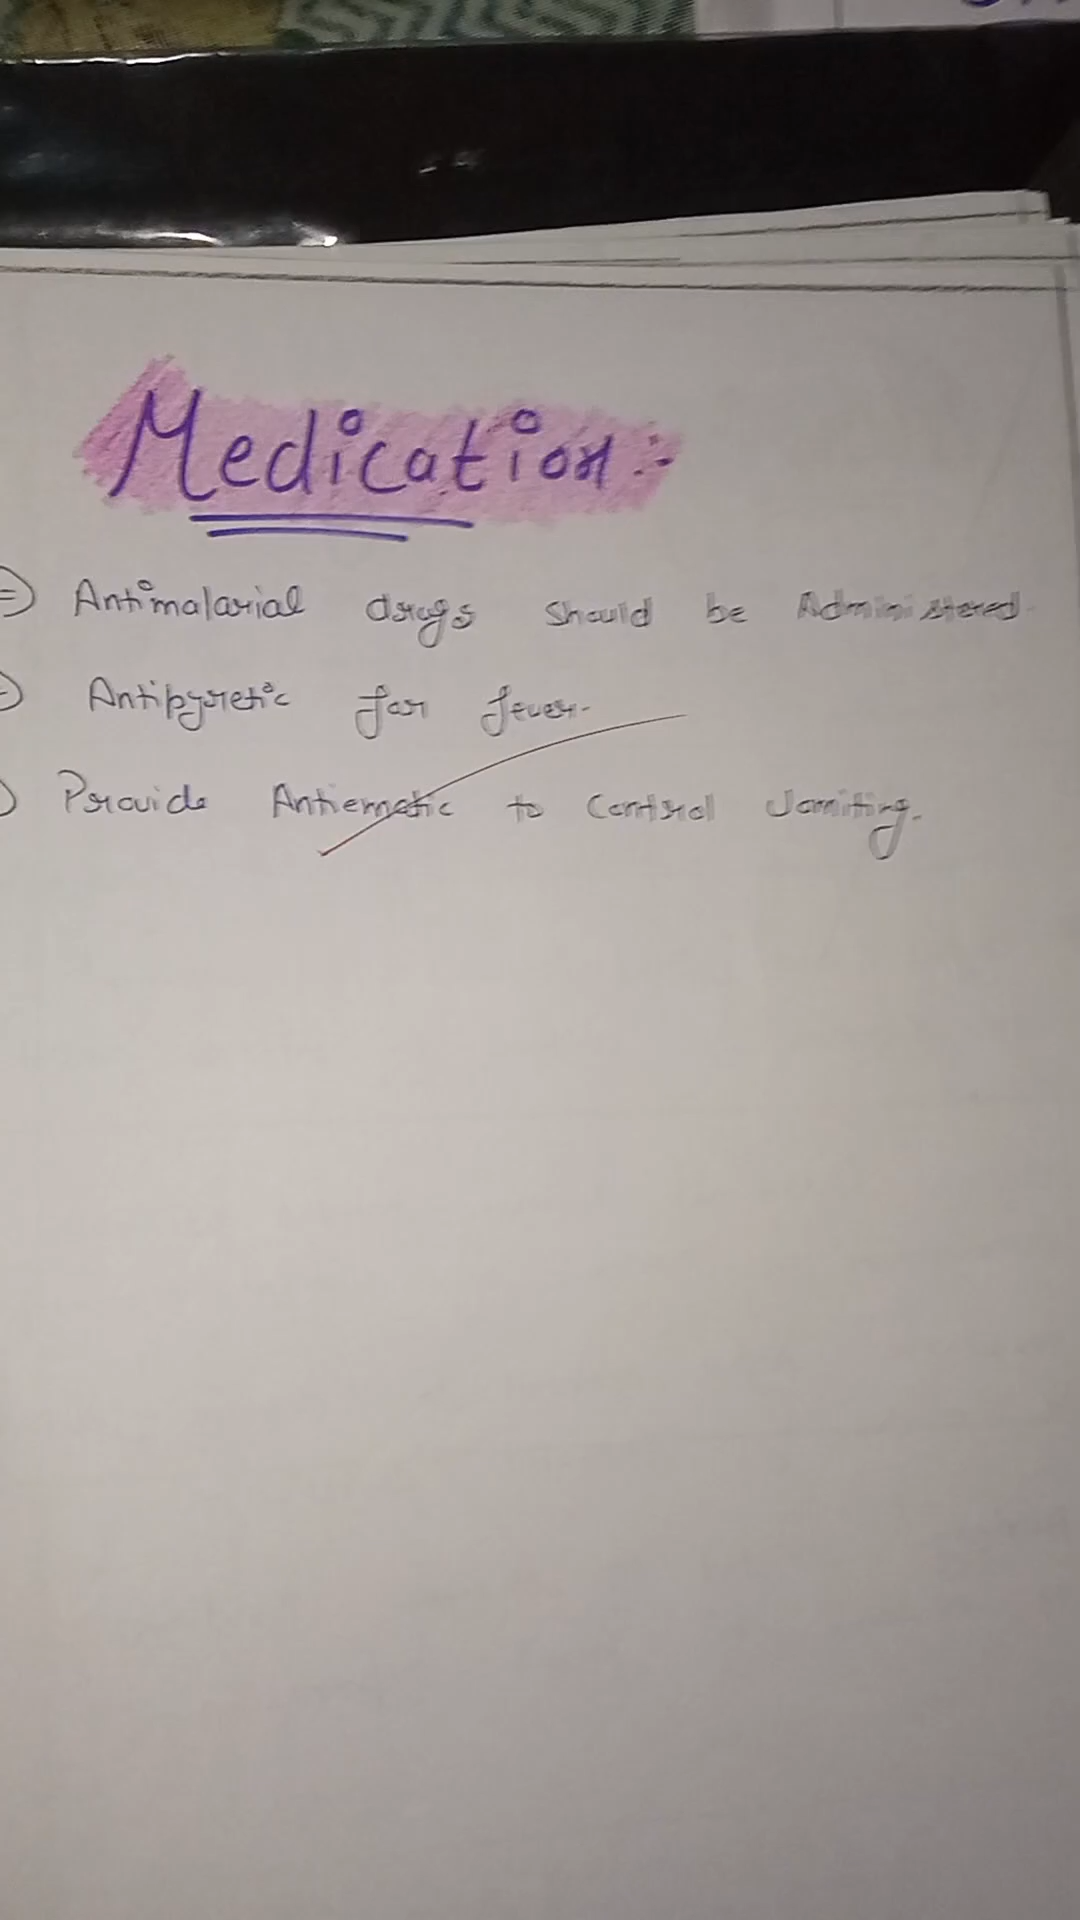 Medication :-
=) Antimalarial drugs should be Administered.
=) Antipyretic for fever.
) Provide Antiemetic to Control Vomiting.